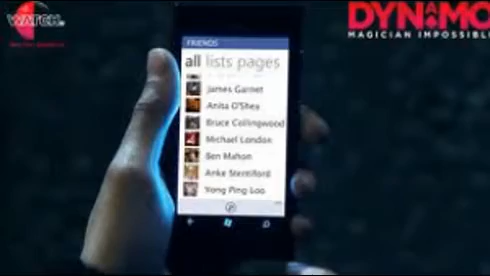 WATCH
DYNAMO
MAGICIAN IMPOSSIBLE
FRIENDS
all lists pages
James Garnet
Anita O'Shea
Bruce Collingwood
Michael London
Ben Mahon
Anke Stentiford
Yong Ping Loo